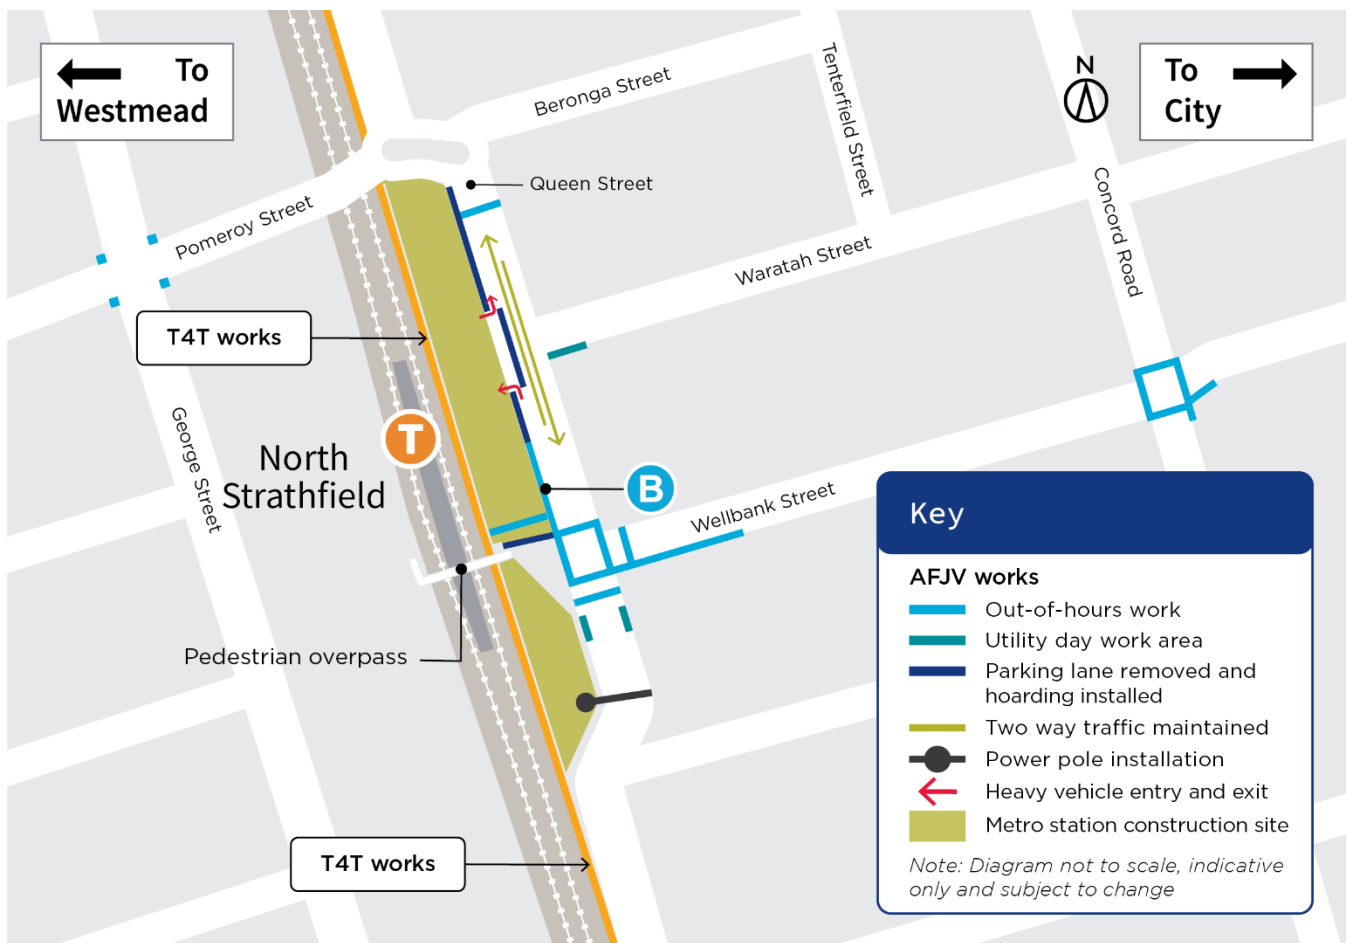 To
Westmead
N
To
City
Beronga Street
Tenterfield Street
Queen Street
Concord Road
Pomeroy Street
Waratah Street
T4T works
T
George Street
North
Strathfield
B
Wellbank Street
Pedestrian overpass
T4T works
Key
AFJV works
Out-of-hours work
Utility day work area
Parking lane removed and
hoarding installed
Two way traffic maintained
Power pole installation
Heavy vehicle entry and exit
Metro station construction site
Note: Diagram not to scale, indicative
only and subject to change